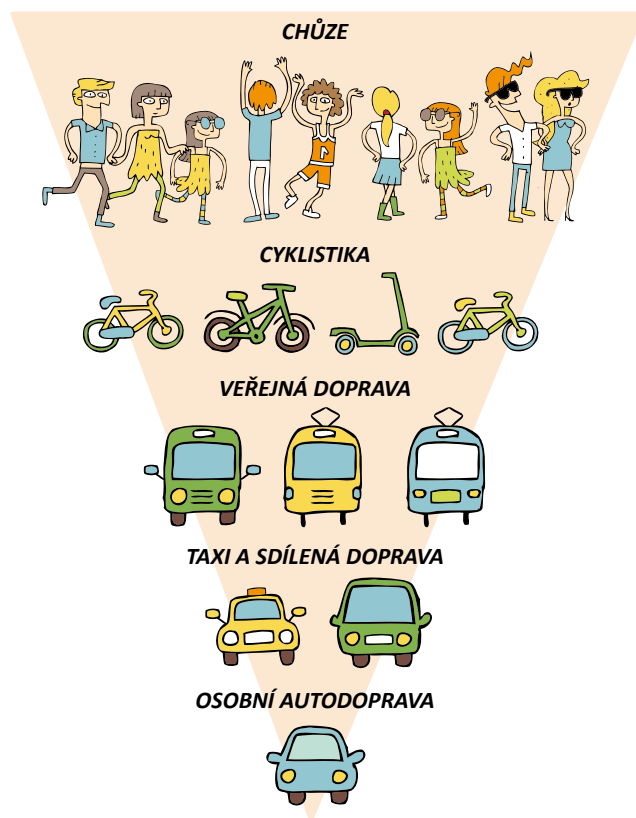 CHŮZE
CYKLISTIKA
VEŘEJNÁ DOPRAVA
TAXI A SDÍLENÁ DOPRAVA
OSOBNÍ AUTODOPRAVA